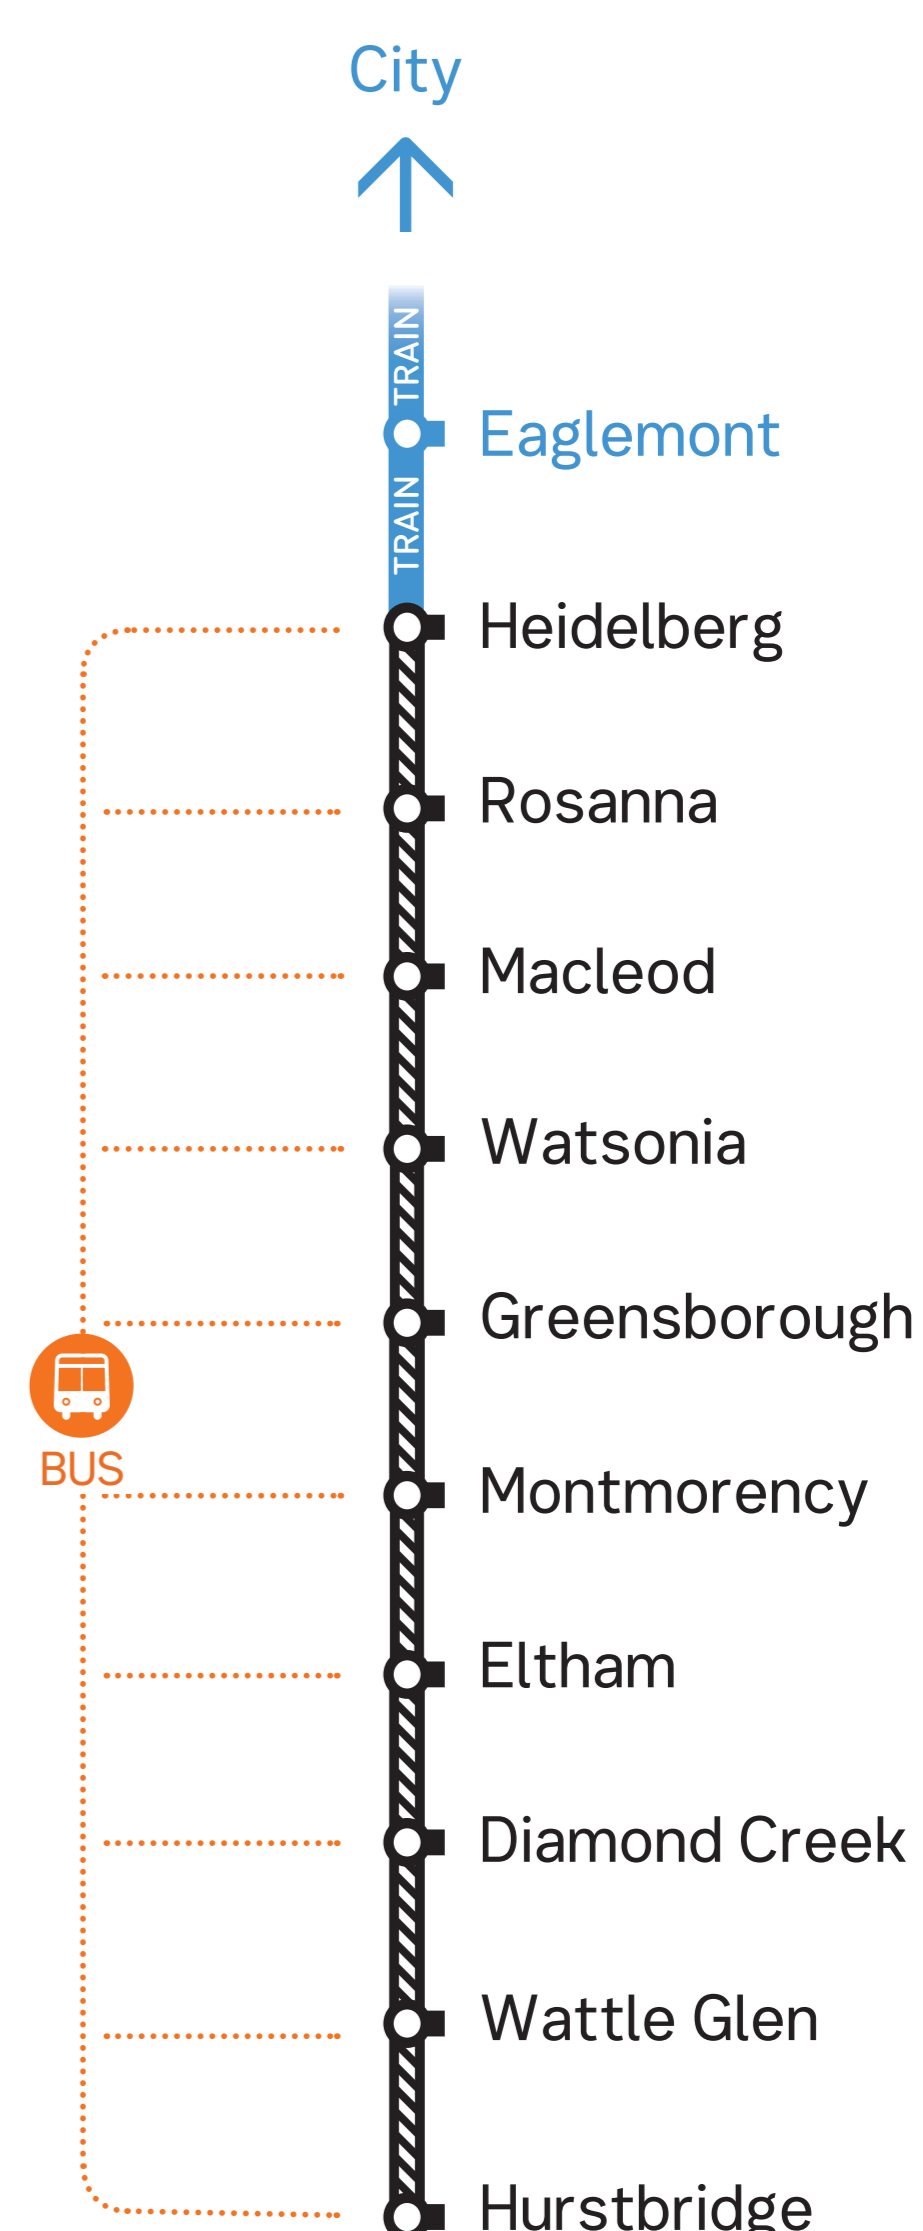 City
TRAIN
Eaglemont
TRAIN
Heidelberg
Rosanna
Macleod
Watsonia
Greensborough
BUS
Montmorency
Eltham
Diamond Creek
Wattle Glen
Hurstbridge